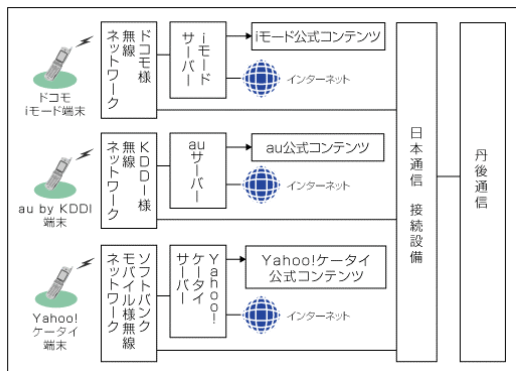 ドコモ
iモード端末
ドコモ様
無線
ネットワーク
iモード
サーバー
iモード公式コンテンツ
インターネット
au by KDDI
端末
KDDI様
無線
ネットワーク
au
サーバー
au公式コンテンツ
インターネット
Yahoo!
ケータイ
端末
ソフトバンク
モバイル様無線
ネットワーク
Yahoo!
ケータイ
サーバー
Yahoo!ケータイ
公式コンテンツ
インターネット
日本通信 接続設備
丹後通信